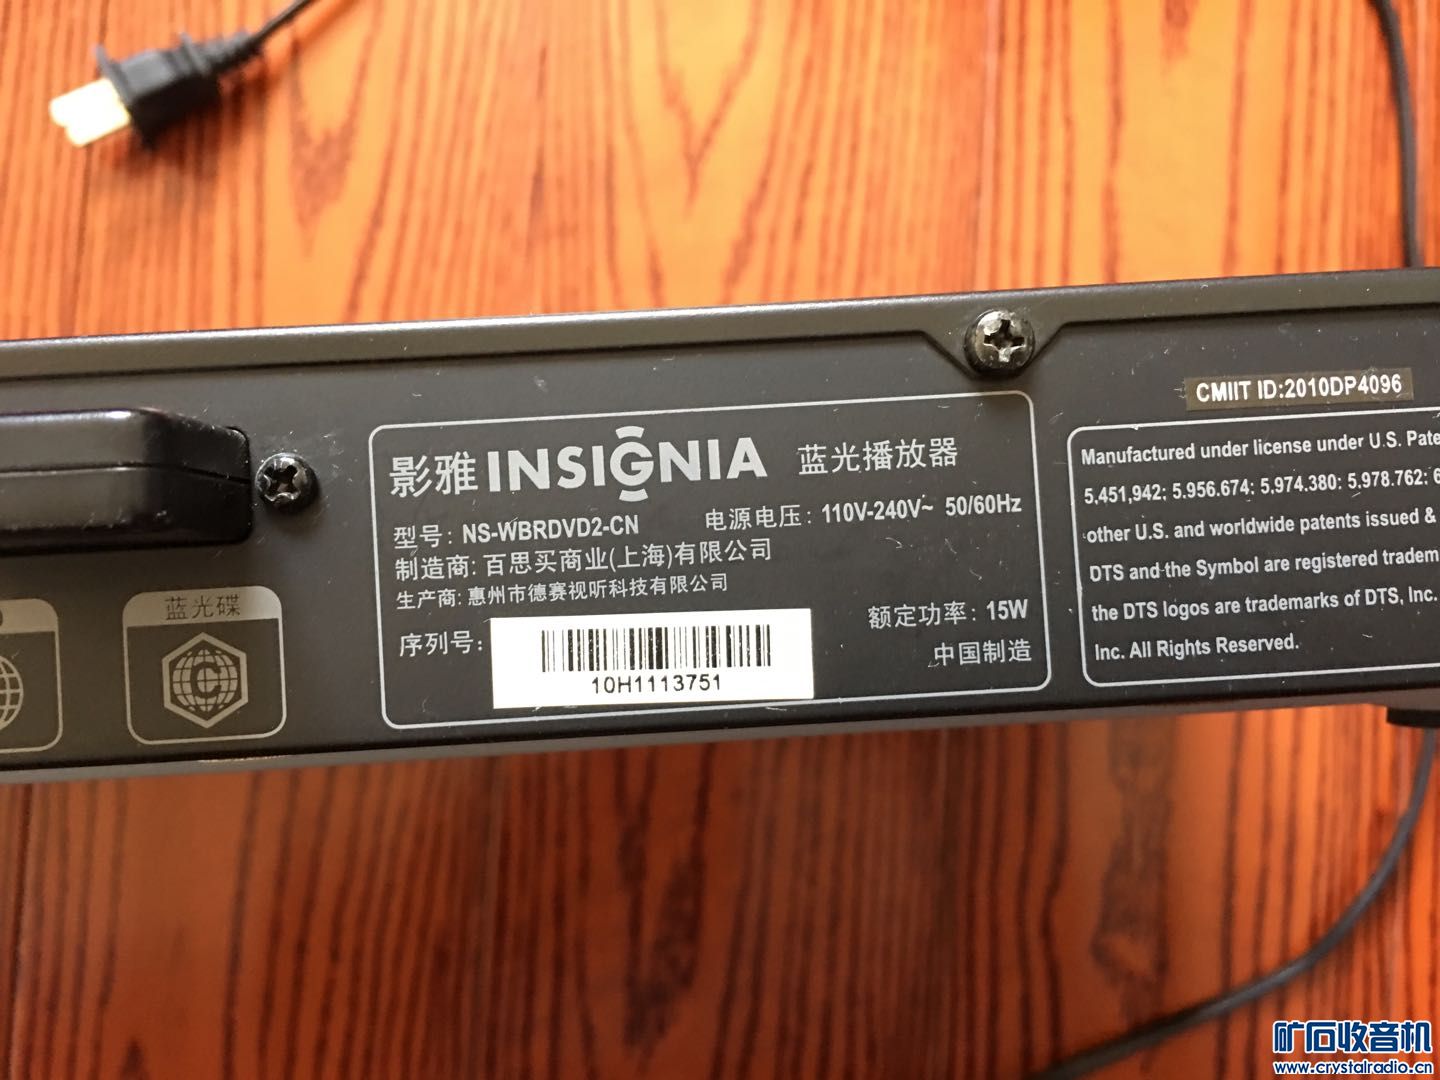 CMIIT ID:2010DP4096
影雅 INSIGNIA 蓝光播放器
型号: NS-WBRDVD2-CN 电源电压: 110V-240V~ 50/60Hz
制造商: 百思买商业(上海)有限公司
生产商: 惠州市德赛视听科技有限公司
序列号: 额定功率: 15W
10H1113751
中国制造
蓝光碟
Manufactured under license under U.S.
5,451,942: 5.956.674: 5,974.380: 5.978.762:
other U.S. and worldwide patents issued &
DTS and the Symbol are registered
the DTS logos are trademarks of DTS, Inc.
Inc. All Rights Reserved.
矿石收音机
www.crystalradio.cn